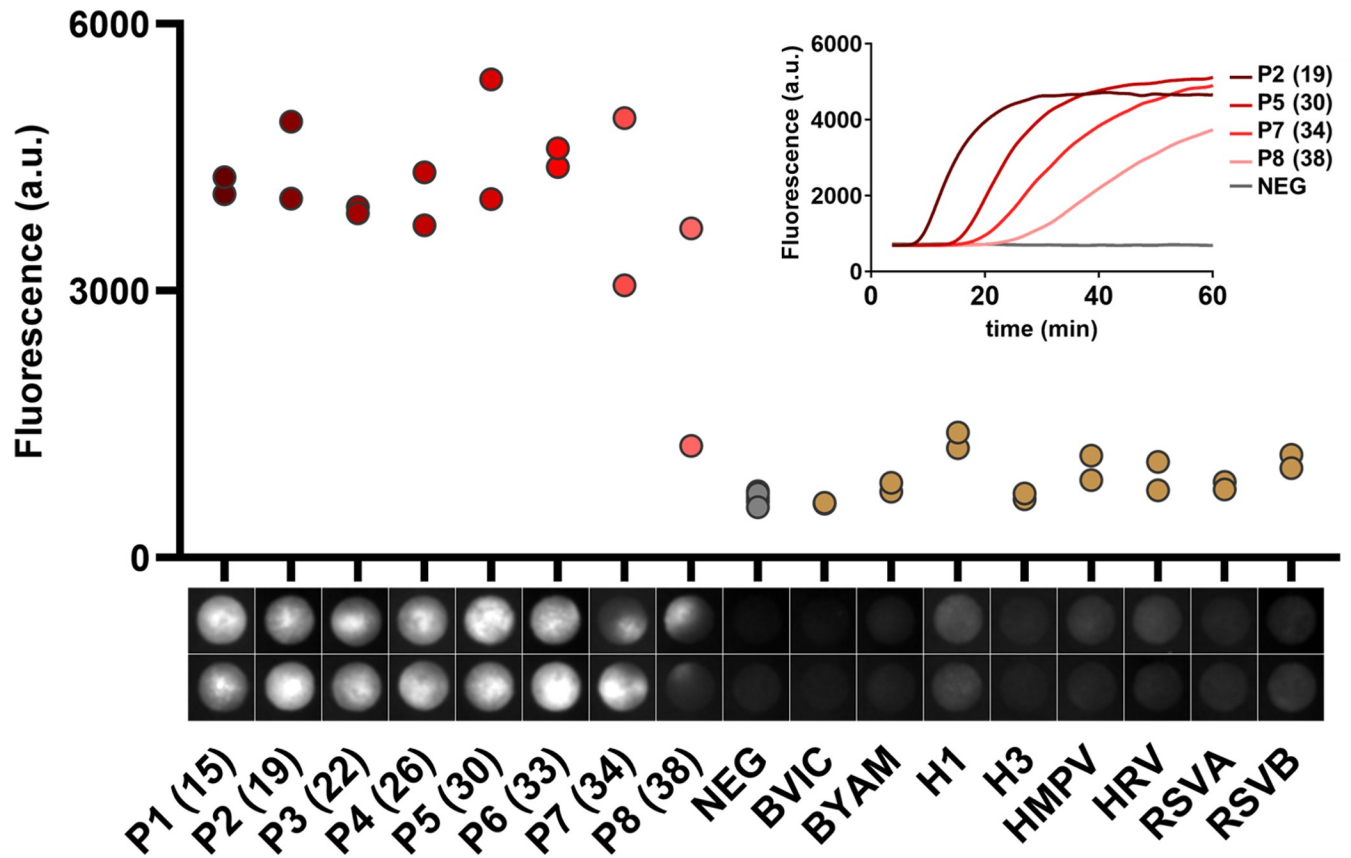 6000
3000
0
Fluorescence (a.u.)
6000
4000
2000
0
Fluorescence (a.u.)
0 20 40 60
time (min)
P2 (19)
P5 (30)
P7 (34)
P8 (38)
NEG
P1 (15)
P2 (19)
P3 (22)
P4 (26)
P5 (30)
P6 (33)
P7 (34)
P8 (38)
NEG
BVIC
BYAM
H1
H3
HMPV
HRV
RSVA
RSVB